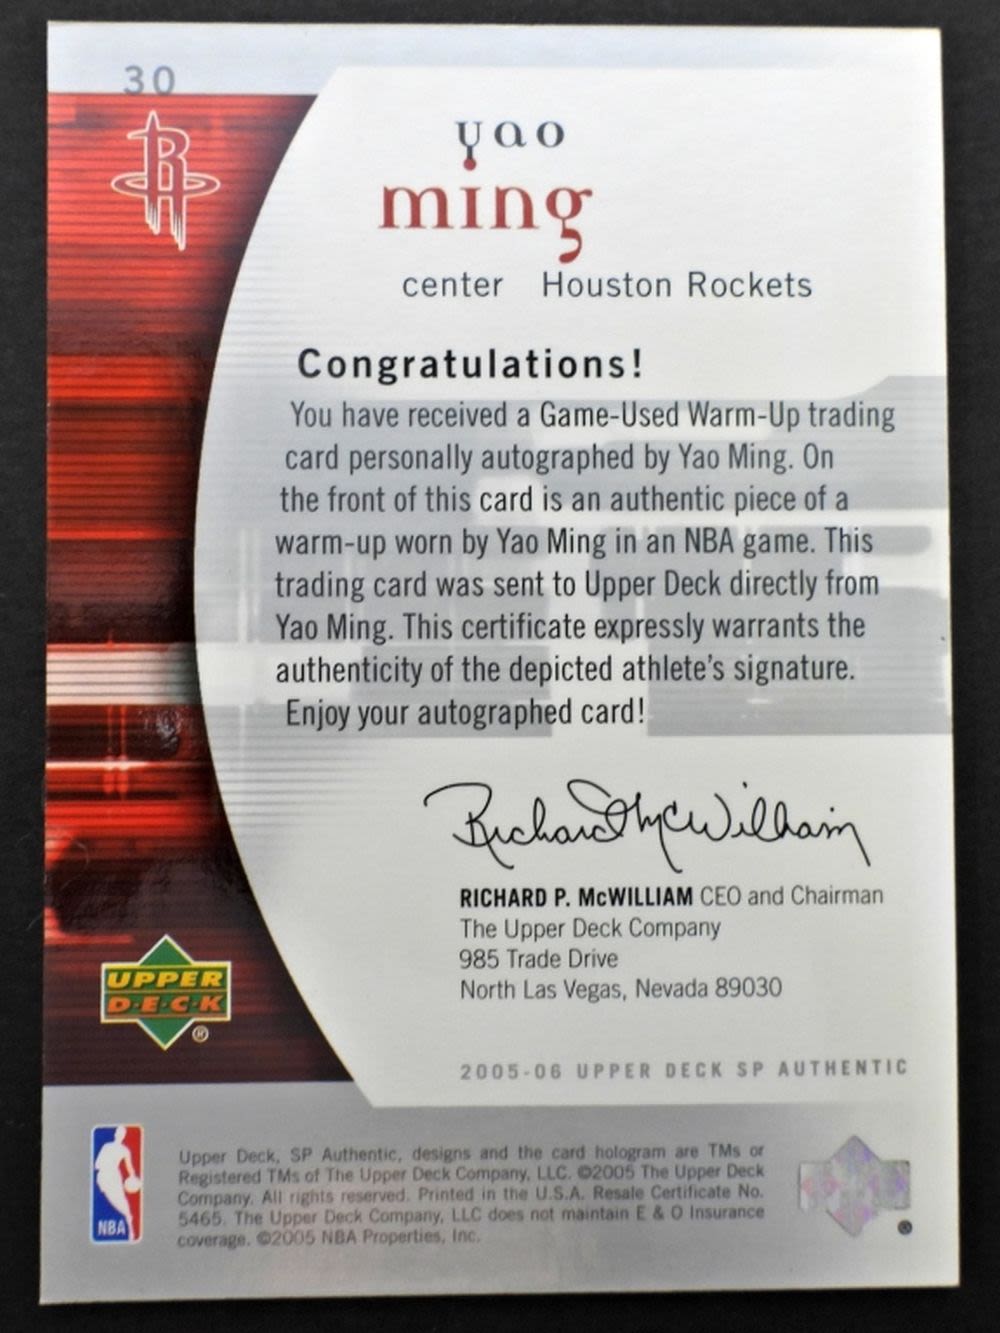 30
R
yao
ming
center Houston Rockets
Congratulations!
You have received a Game-Used Warm-Up trading
card personally autographed by Yao Ming. On
the front of this card is an authentic piece of a
warm-up worn by Yao Ming in an NBA game. This
trading card was sent to Upper Deck directly from
Yao Ming. This certificate expressly warrants the
authenticity of the depicted athlete's signature.
Enjoy your autographed card!
Richard McWilliam
RICHARD P. McWILLIAM CEO and Chairman
The Upper Deck Company
985 Trade Drive
North Las Vegas, Nevada 89030
UPPER
D·E·C·K
®
2005-06 UPPER DECK SP AUTHENTIC
NBA
Upper Deck, SP Authentic, designs and the card hologram are TMs or
Registered TMs of The Upper Deck Company, LLC. ©2005 The Upper Deck
Company. All rights reserved. Printed in the U.S.A. Resale Certificate No.
5465. The Upper Deck Company, LLC does not maintain E & O Insurance
coverage. ©2005 NBA Properties, Inc.